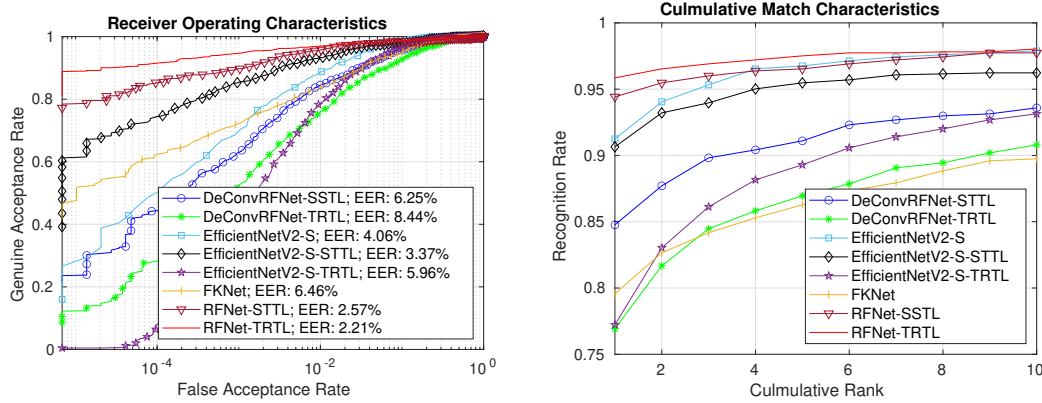 Receiver Operating Characteristics
1
0.8
0.6
0.4
0.2
0
Genuine Acceptance Rate
DeConvRFNet-SSTL; EER: 6.25%
DeConvRFNet-TRTL; EER: 8.44%
EfficientNetV2-S; EER: 4.06%
EfficientNetV2-S-STTL; EER: 3.37%
EfficientNetV2-S-TRTL; EER: 5.96%
FKNet; EER: 6.46%
RFNet-STTL; EER: 2.57%
RFNet-TRTL; EER: 2.21%
10^-4
10^-2
10^0
False Acceptance Rate
Culmulative Match Characteristics
1
0.95
0.9
0.85
0.8
0.75
Recognition Rate
DeConvRFNet-STTL
DeConvRFNet-TRTL
EfficientNetV2-S
EfficientNetV2-S-STTL
EfficientNetV2-S-TRTL
FKNet
RFNet-SSTL
RFNet-TRTL
2 4 6 8 10
Culmulative Rank